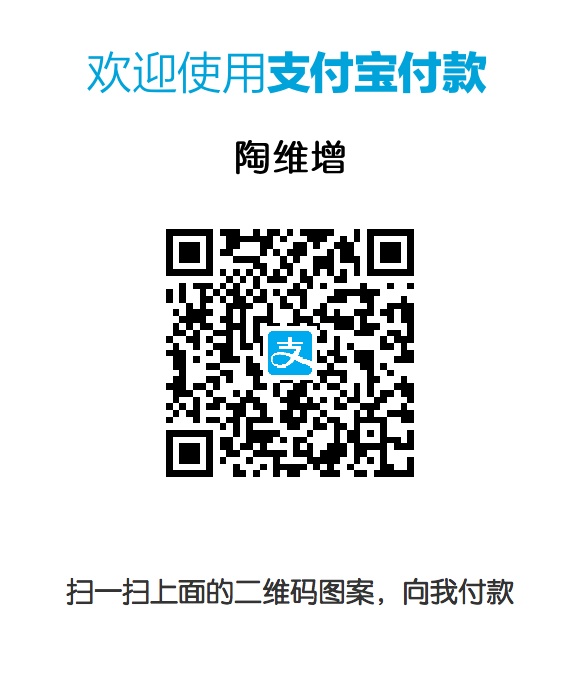 欢迎使用支付宝付款
陶维增
支
扫一扫上面的二维码图案，向我付款